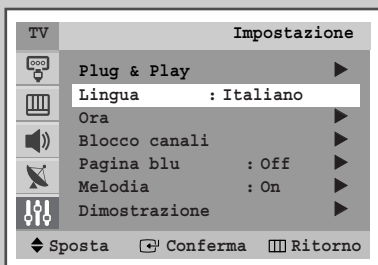 TV Impostazione
Plug & Play
Lingua : Italiano
Ora
Blocco canali
Pagina blu : Off
Melodia : On
Dimostrazione
Sposta Conferma Ritorno